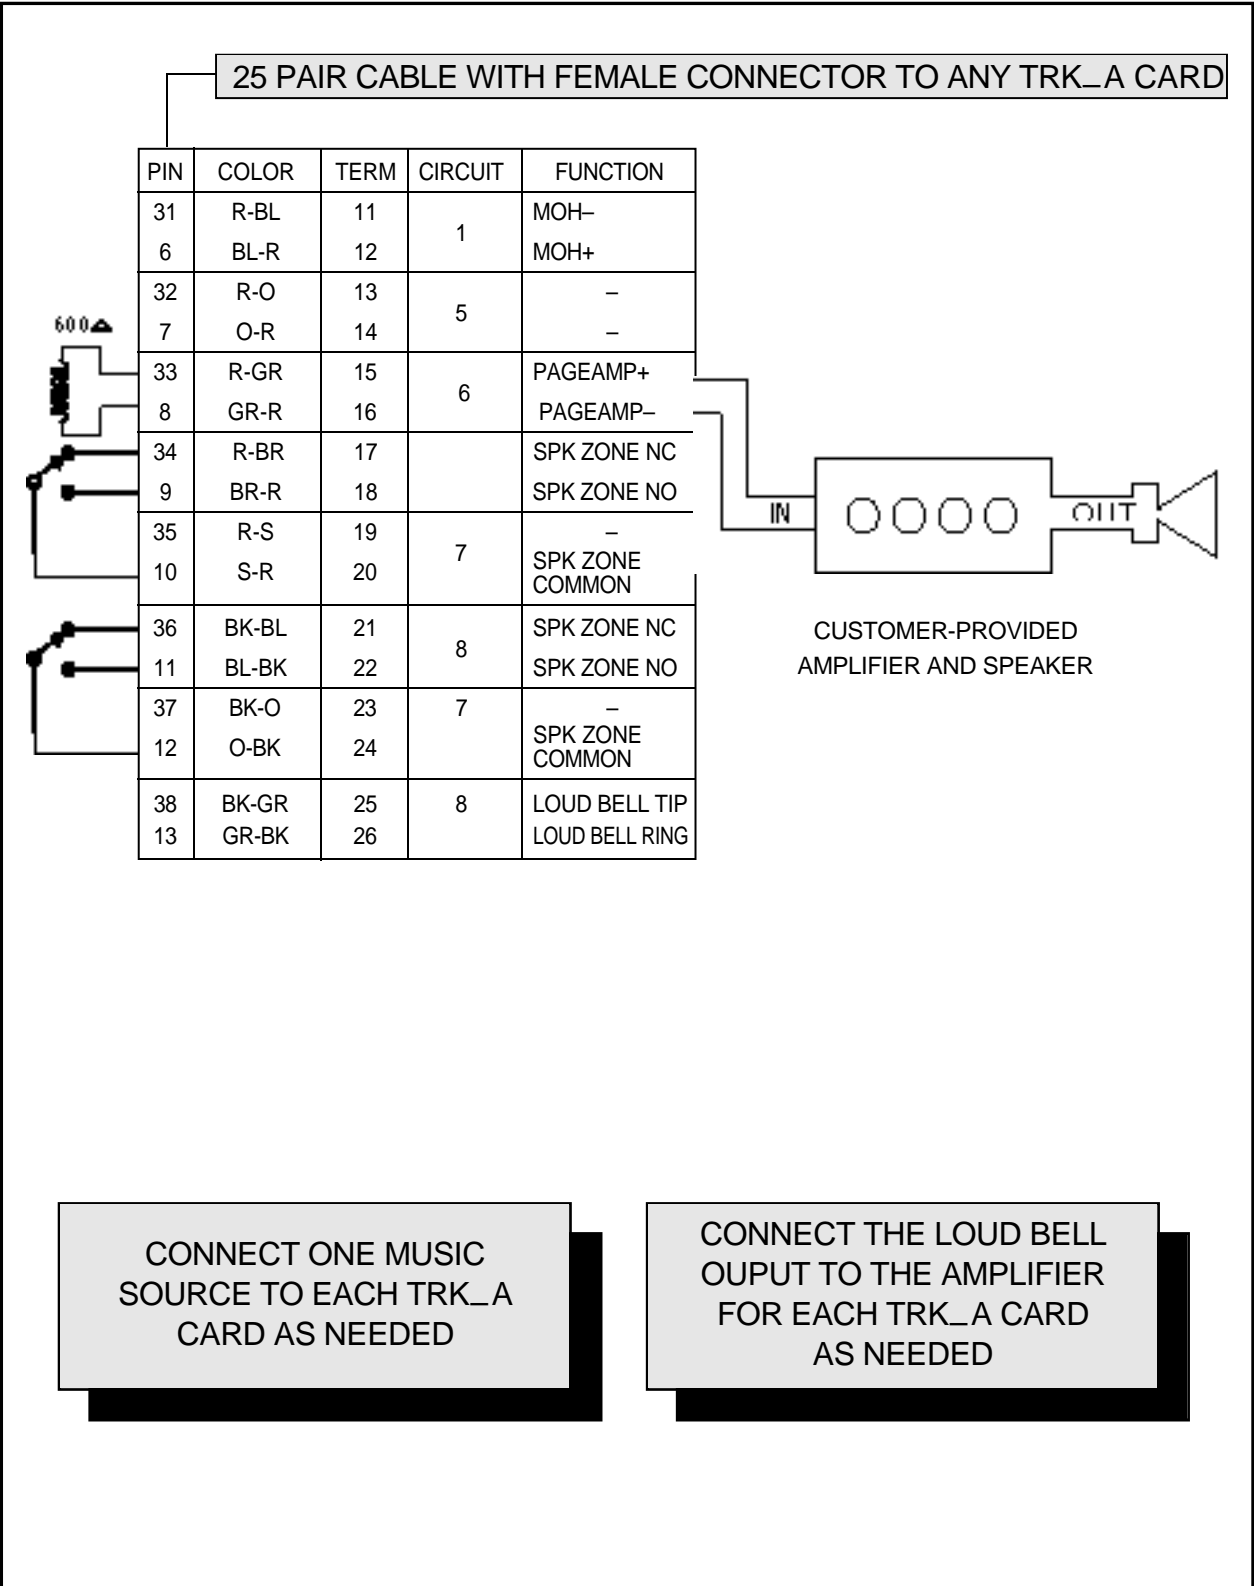 25 PAIR CABLE WITH FEMALE CONNECTOR TO ANY TRK_A CARD
PIN COLOR TERM CIRCUIT FUNCTION
31 R-BL 11 1 MOH–
6 BL-R 12 MOH+
32 R-O 13 5 –
7 O-R 14 –
600
33 R-GR 15 6 PAGEAMP+
8 GR-R 16 PAGEAMP–
34 R-BR 17 SPK ZONE NC
9 BR-R 18 SPK ZONE NO
35 R-S 19 7 –
10 S-R 20 SPK ZONE
COMMON
36 BK-BL 21 8 SPK ZONE NC
11 BL-BK 22 SPK ZONE NO
37 BK-O 23 7 –
12 O-BK 24 SPK ZONE
COMMON
38 BK-GR 25 8 LOUD BELL TIP
13 GR-BK 26 LOUD BELL RING
IN OUT
CUSTOMER-PROVIDED
AMPLIFIER AND SPEAKER
CONNECT ONE MUSIC
SOURCE TO EACH TRK_A
CARD AS NEEDED
CONNECT THE LOUD BELL
OUPUT TO THE AMPLIFIER
FOR EACH TRK_A CARD
AS NEEDED